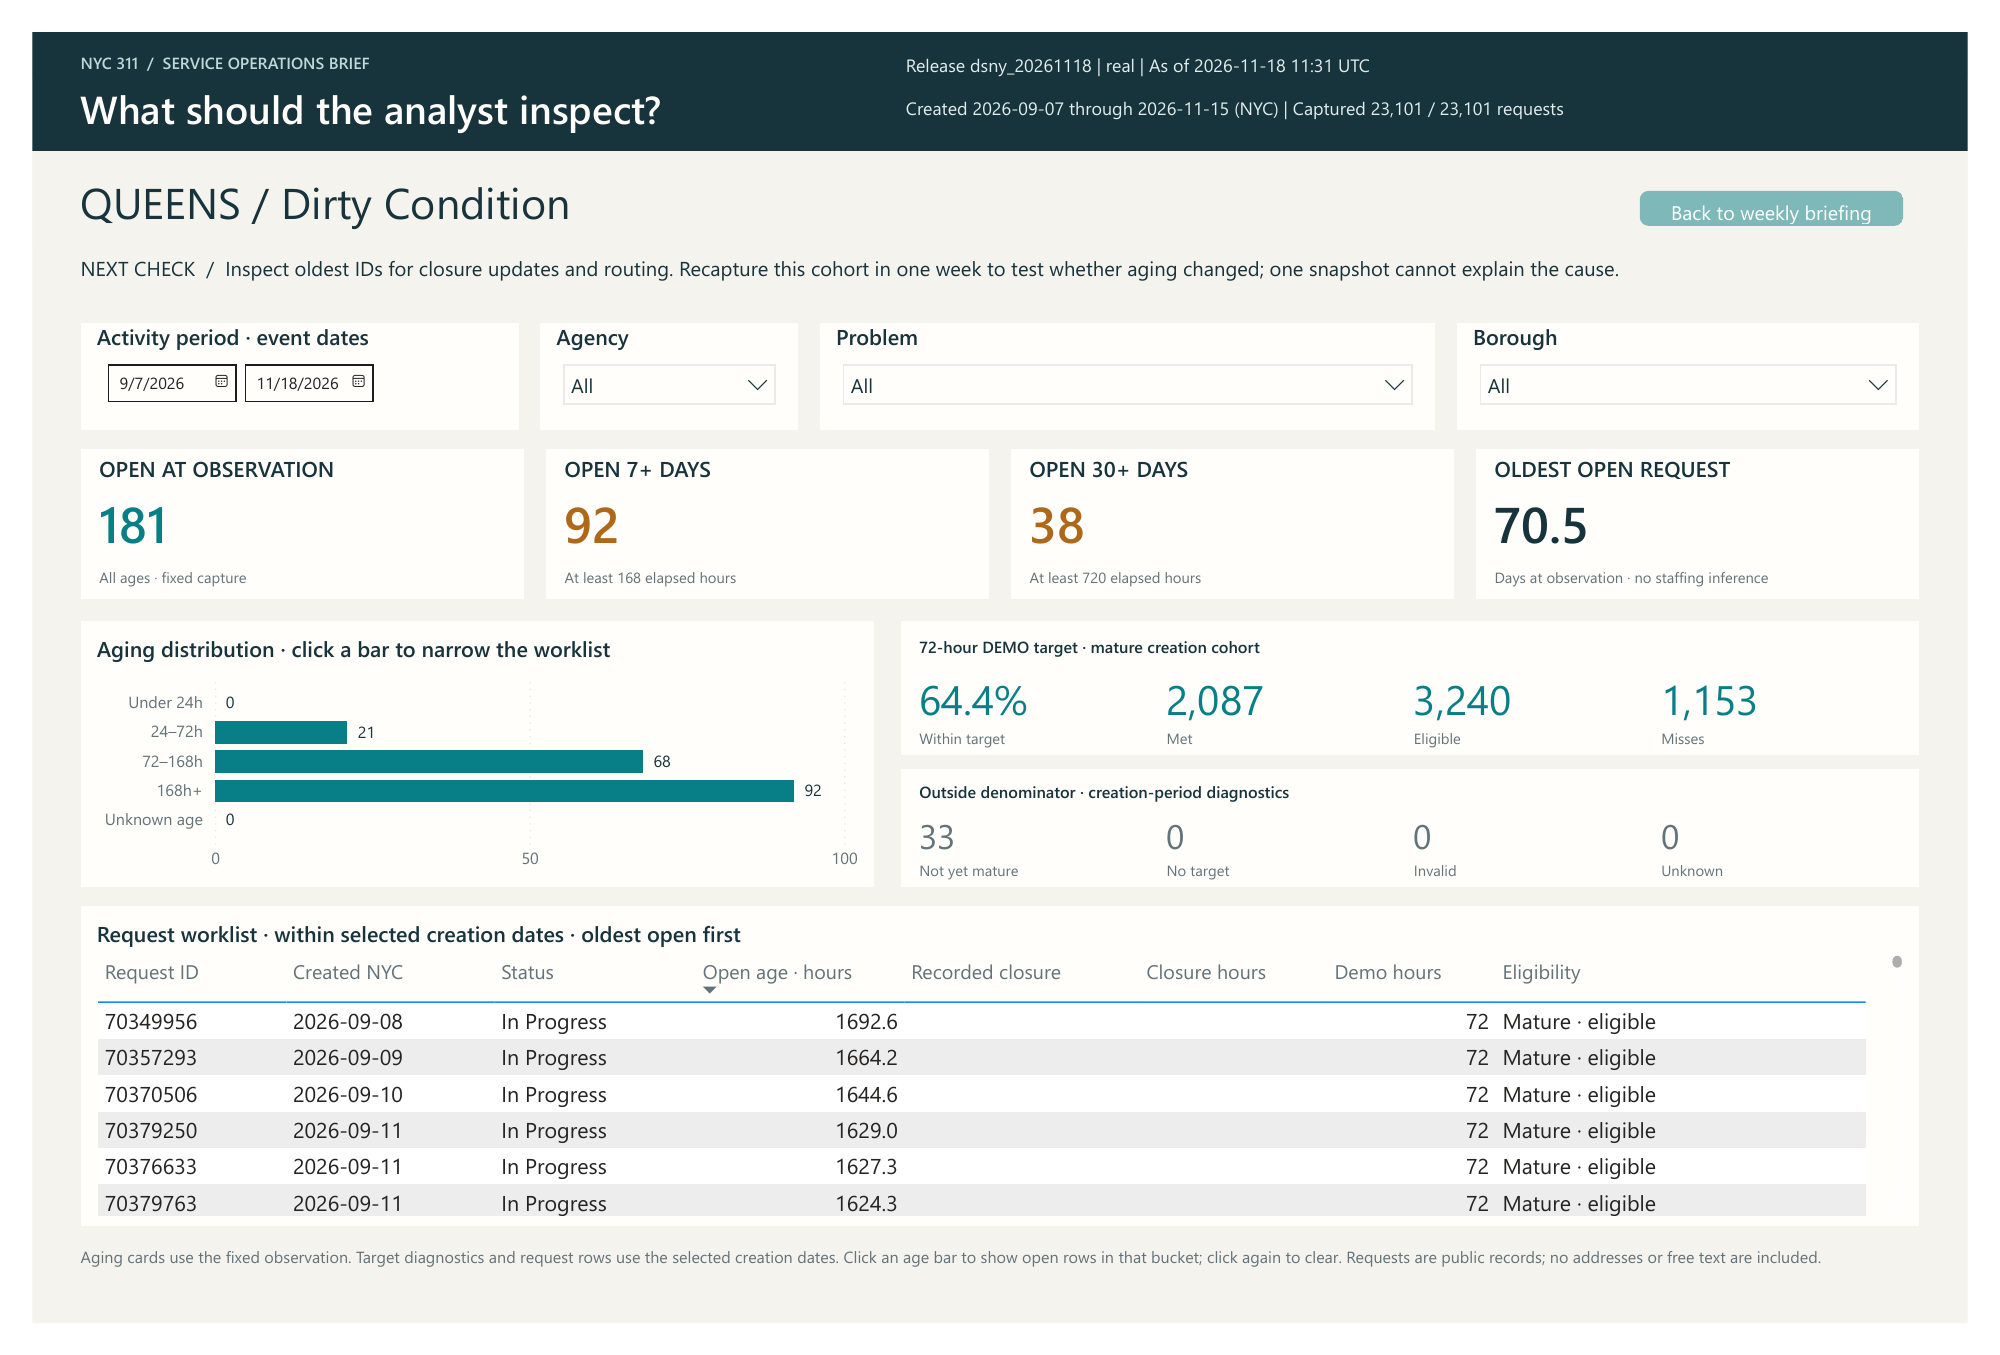 NYC 311 / SERVICE OPERATIONS BRIEF
What should the analyst inspect?
Release dsny_20261118 | real | As of 2026-11-18 11:31 UTC
Created 2026-09-07 through 2026-11-15 (NYC) | Captured 23,101 / 23,101 requests
QUEENS / Dirty Condition
Back to weekly briefing
NEXT CHECK / Inspect oldest IDs for closure updates and routing. Recapture this cohort in one week to test whether aging changed; one snapshot cannot explain the cause.
Activity period · event dates
9/7/2026 11/18/2026
Agency
All
Problem
All
Borough
All
OPEN AT OBSERVATION
181
All ages · fixed capture
OPEN 7+ DAYS
92
At least 168 elapsed hours
OPEN 30+ DAYS
38
At least 720 elapsed hours
OLDEST OPEN REQUEST
70.5
Days at observation · no staffing inference
Aging distribution · click a bar to narrow the worklist
Under 24h 0
24–72h 21
72–168h 68
168h+ 92
Unknown age 0
0 50 100
72-hour DEMO target · mature creation cohort
64.4% 2,087 3,240 1,153
Within target Met Eligible Misses
Outside denominator · creation-period diagnostics
33 0 0 0
Not yet mature No target Invalid Unknown
Request worklist · within selected creation dates · oldest open first
Request ID Created NYC Status Open age · hours Recorded closure Closure hours Demo hours Eligibility
70349956 2026-09-08 In Progress 1692.6 72 Mature · eligible
70357293 2026-09-09 In Progress 1664.2 72 Mature · eligible
70370506 2026-09-10 In Progress 1644.6 72 Mature · eligible
70379250 2026-09-11 In Progress 1629.0 72 Mature · eligible
70376633 2026-09-11 In Progress 1627.3 72 Mature · eligible
70379763 2026-09-11 In Progress 1624.3 72 Mature · eligible
Aging cards use the fixed observation. Target diagnostics and request rows use the selected creation dates. Click an age bar to show open rows in that bucket; click again to clear. Requests are public records; no addresses or free text are included.